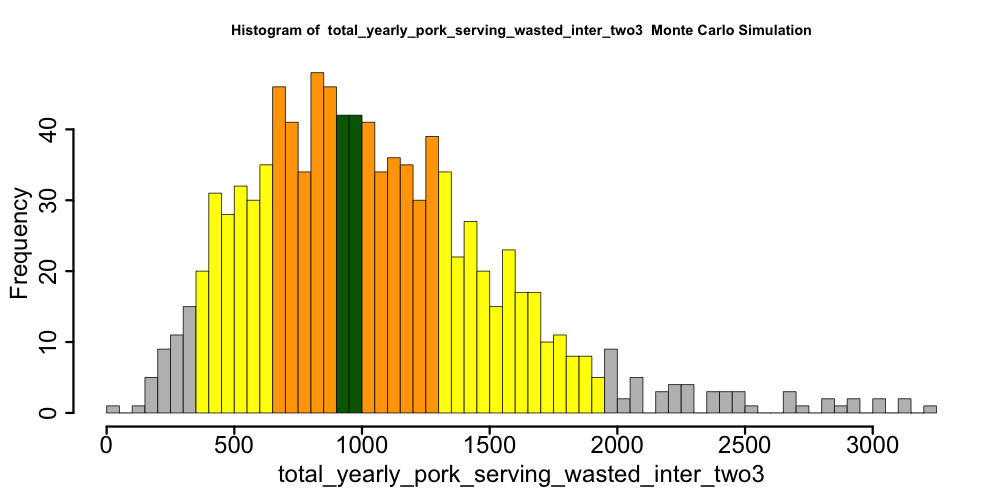 Histogram of  total_yearly_pork_serving_wasted_inter_two3  Monte Carlo Simulation
Frequency
40
30
20
10
0
0 500 1000 1500 2000 2500 3000
total_yearly_pork_serving_wasted_inter_two3